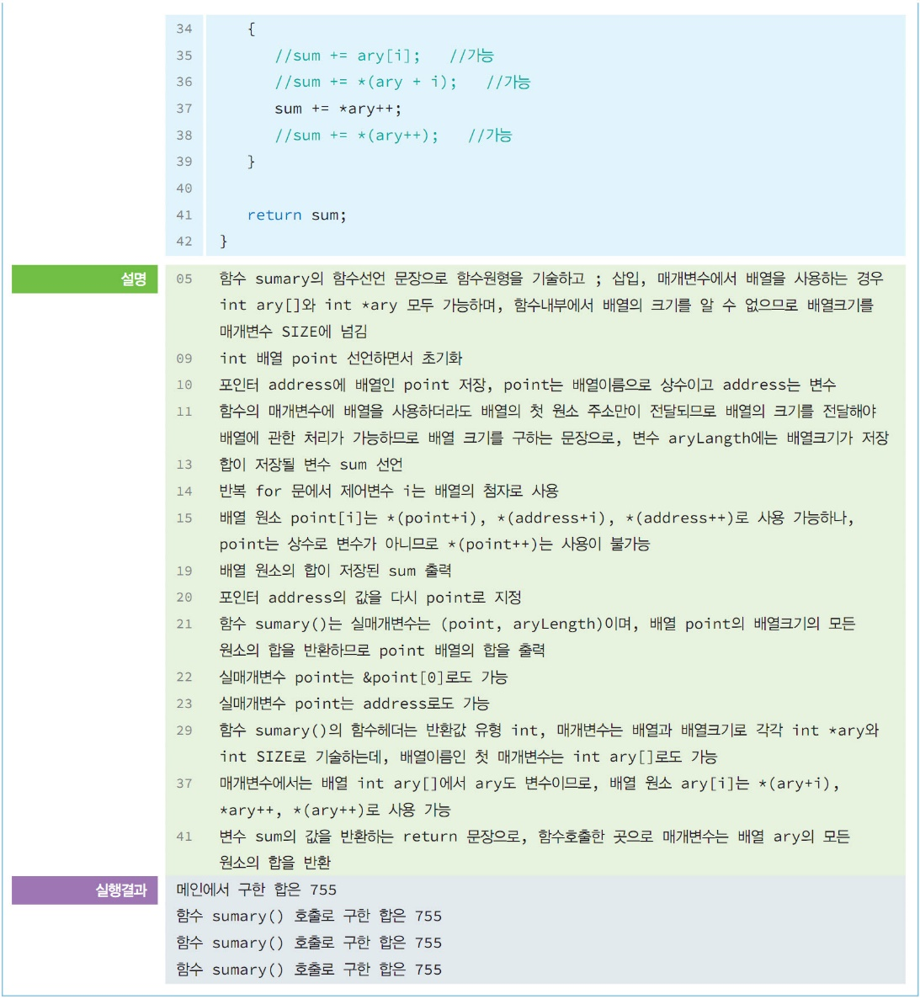 34 {
35 //sum += ary[i]; //가능
36 //sum += *(ary + i); //가능
37 sum += *ary++;
38 //sum += *(ary++); //가능
39 }
40
41 return sum;
42 }
설명
05 함수 sumary의 함수선언 문장으로 함수원형을 기술하고 ; 삽입, 매개변수에서 배열을 사용하는 경우
int ary[]와 int *ary 모두 가능하며, 함수내부에서 배열의 크기를 알 수 없으므로 배열크기를
매개변수 SIZE에 넘김
09 int 배열 point 선언하면서 초기화
10 포인터 address에 배열인 point 저장, point는 배열이름으로 상수이고 address는 변수
11 함수의 매개변수에 배열을 사용하더라도 배열의 첫 원소 주소만이 전달되므로 배열의 크기를 전달해야
배열에 관한 처리가 가능하므로 배열 크기를 구하는 문장으로, 변수 aryLangth에는 배열크기가 저장
13 합이 저장될 변수 sum 선언
14 반복 for 문에서 제어변수 i는 배열의 첨자로 사용
15 배열 원소 point[i]는 *(point+i), *(address+i), *(address++)로 사용 가능하나,
point는 상수로 변수가 아니므로 *(point++)는 사용이 불가능
19 배열 원소의 합이 저장된 sum 출력
20 포인터 address의 값을 다시 point로 지정
21 함수 sumary()는 실매개변수는 (point, aryLength)이며, 배열 point의 배열크기의 모든
원소의 합을 반환하므로 point 배열의 합을 출력
22 실매개변수 point는 &point[0]로도 가능
23 실매개변수 point는 address로도 가능
29 함수 sumary()의 함수헤더는 반환값 유형 int, 매개변수는 배열과 배열크기로 각각 int *ary와
int SIZE로 기술하는데, 배열이름인 첫 매개변수는 int ary[]로도 가능
37 매개변수에서는 배열 int ary[]에서 ary도 변수이므로, 배열 원소 ary[i]는 *(ary+i),
*ary++, *(ary++)로 사용 가능
41 변수 sum의 값을 반환하는 return 문장으로, 함수호출한 곳으로 매개변수는 배열 ary의 모든
원소의 합을 반환
실행결과
메인에서 구한 합은 755
함수 sumary() 호출로 구한 합은 755
함수 sumary() 호출로 구한 합은 755
함수 sumary() 호출로 구한 합은 755